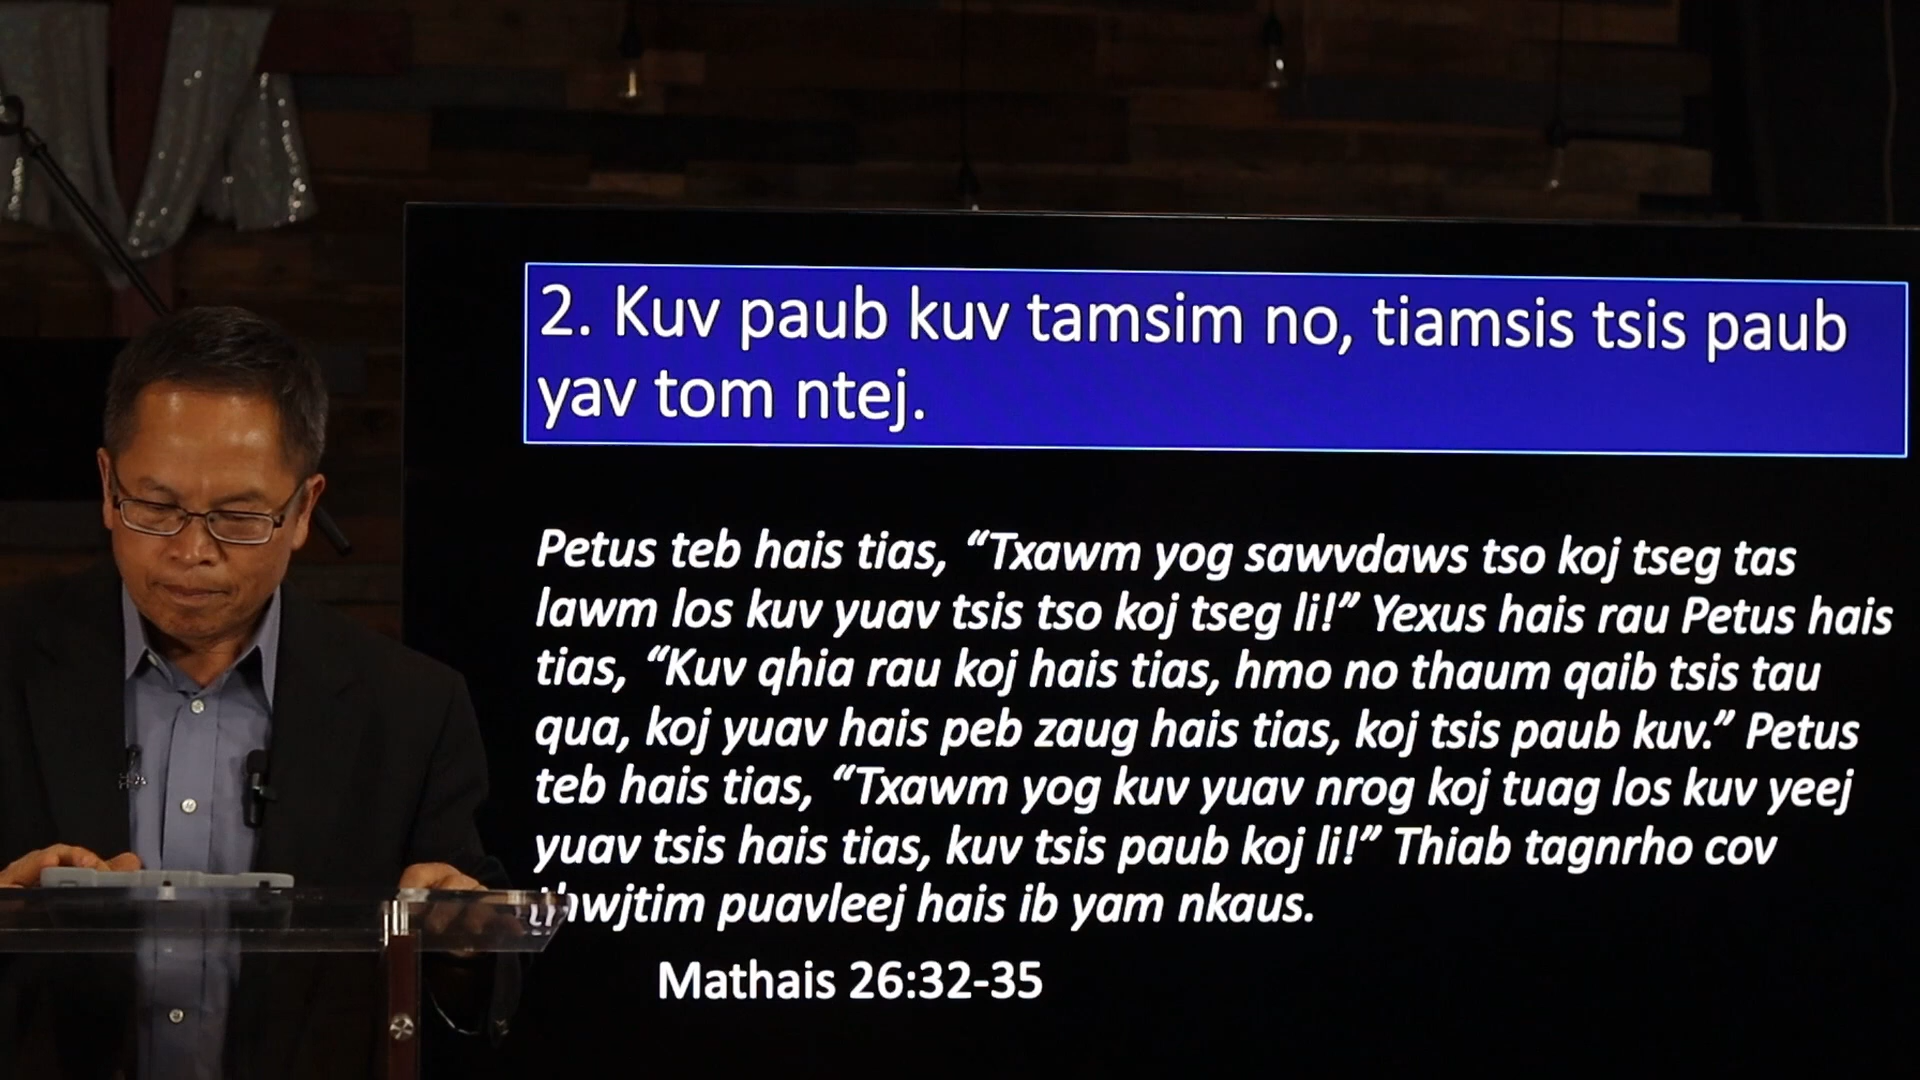 2. Kuv paub kuv tamsim no, tiamsis tsis paub
yav tom ntej.
Petus teb hais tias, “Txawm yog sawvdaws tso koj tseg tas
lawm los kuv yuav tsis tso koj tseg li!” Yexus hais rau Petus hais
tias, “Kuv qhia rau koj hais tias, hmo no thaum qaib tsis tau
qua, koj yuav hais peb zaug hais tias, koj tsis paub kuv.” Petus
teb hais tias, “Txawm yog kuv yuav nrog koj tuag los kuv yeej
yuav tsis hais tias, kuv tsis paub koj li!” Thiab tagnrho cov
thwjtim puavleej hais ib yam nkaus.
Mathais 26:32-35